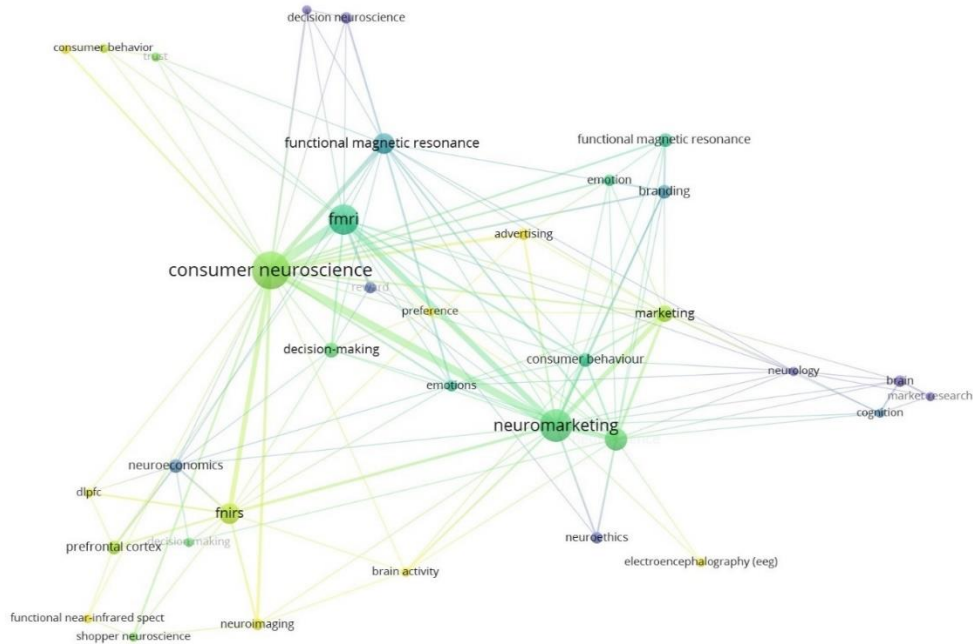 decision neuroscience
consumer behavior
trust
functional magnetic resonance
functional magnetic resonance
emotion
branding
fmri
advertising
consumer neuroscience
reward
preference
marketing
decision-making
consumer behaviour
emotions
neurology
brain
market research
cognition
neuromarketing
neuroeconomics
dlpfc
fnirs
prefrontal cortex
decision making
neuroethics
electroencephalography (eeg)
brain activity
functional near-infrared spect
neuroimaging
shopper neuroscience